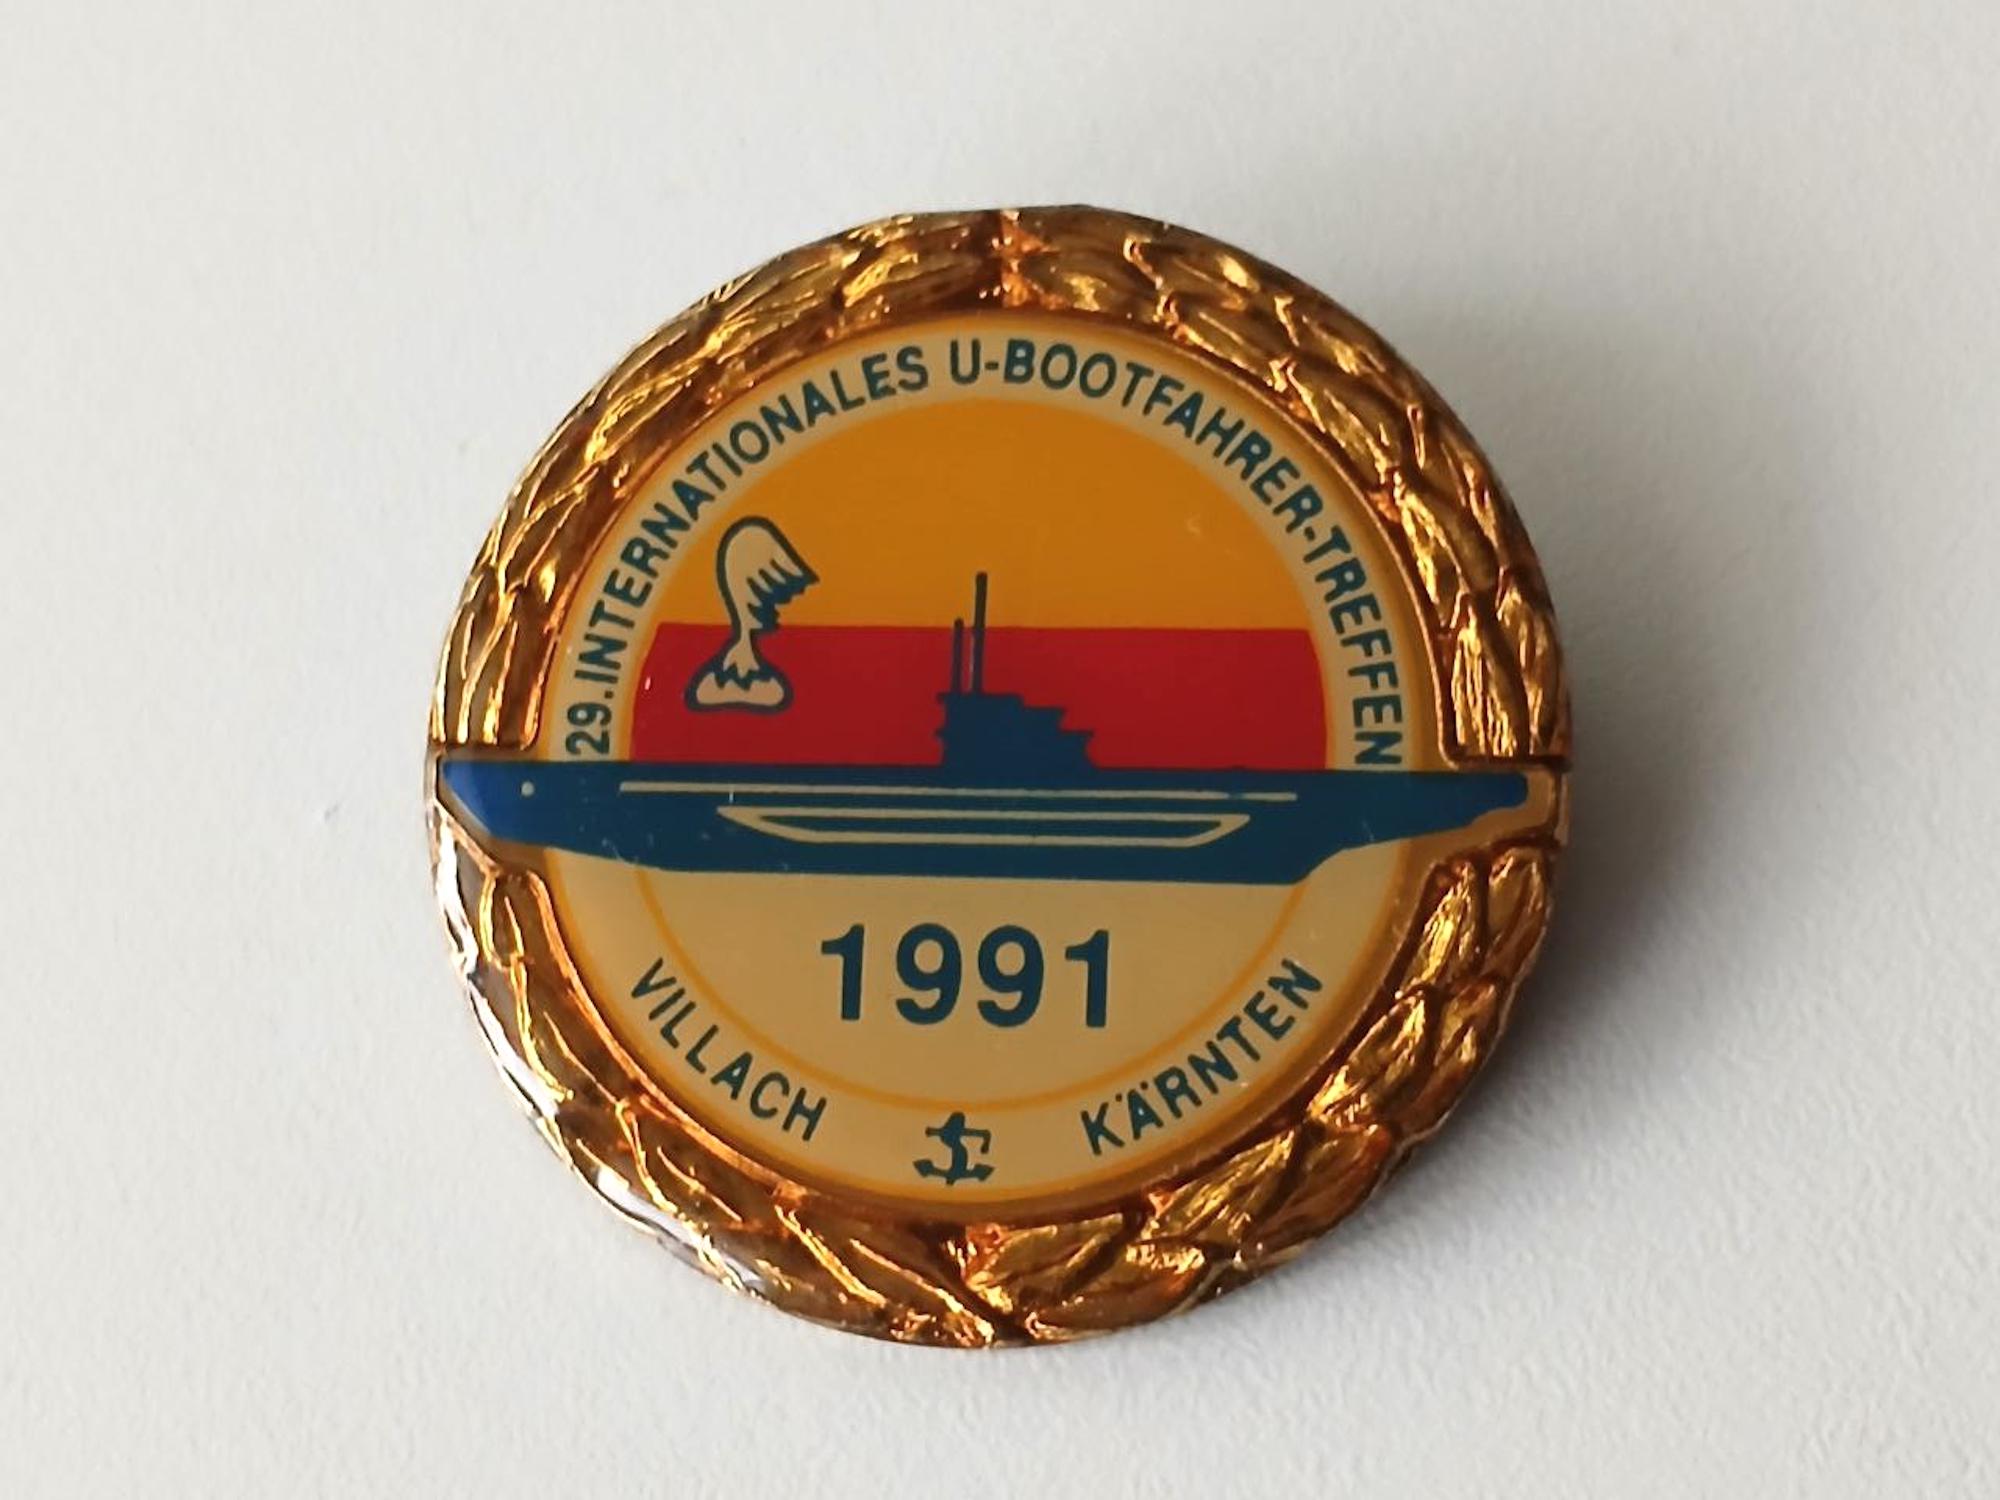 29. INTERNATIONALES U-BOOTFAHRER-TREFFEN
1991
VILLACH KÄRNTEN